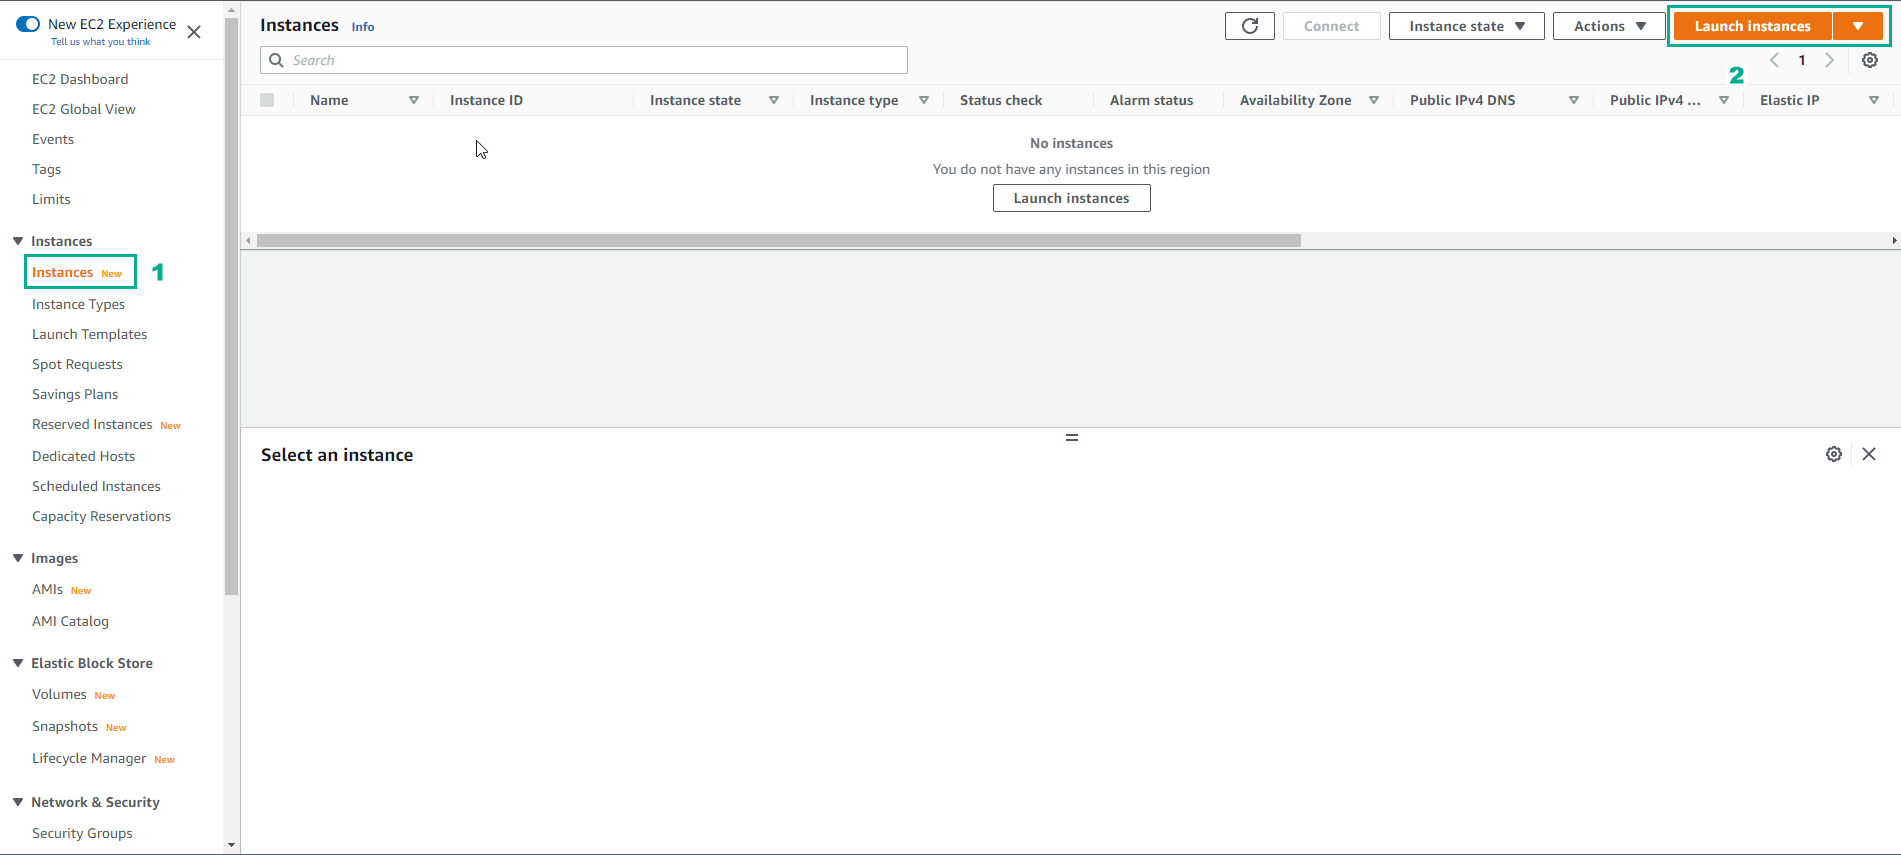 New EC2 Experience
Tell us what you think
EC2 Dashboard
EC2 Global View
Events
Tags
Limits
Instances
Instances New
1
Instance Types
Launch Templates
Spot Requests
Savings Plans
Reserved Instances New
Dedicated Hosts
Scheduled Instances
Capacity Reservations
Images
AMIs New
AMI Catalog
Elastic Block Store
Volumes New
Snapshots New
Lifecycle Manager New
Network & Security
Security Groups
Instances Info
Connect Instance state Actions Launch instances
Search
1
2
Name Instance ID Instance state Instance type Status check Alarm status Availability Zone Public IPv4 DNS Public IPv4 ... Elastic IP
No instances
You do not have any instances in this region
Launch instances
Select an instance